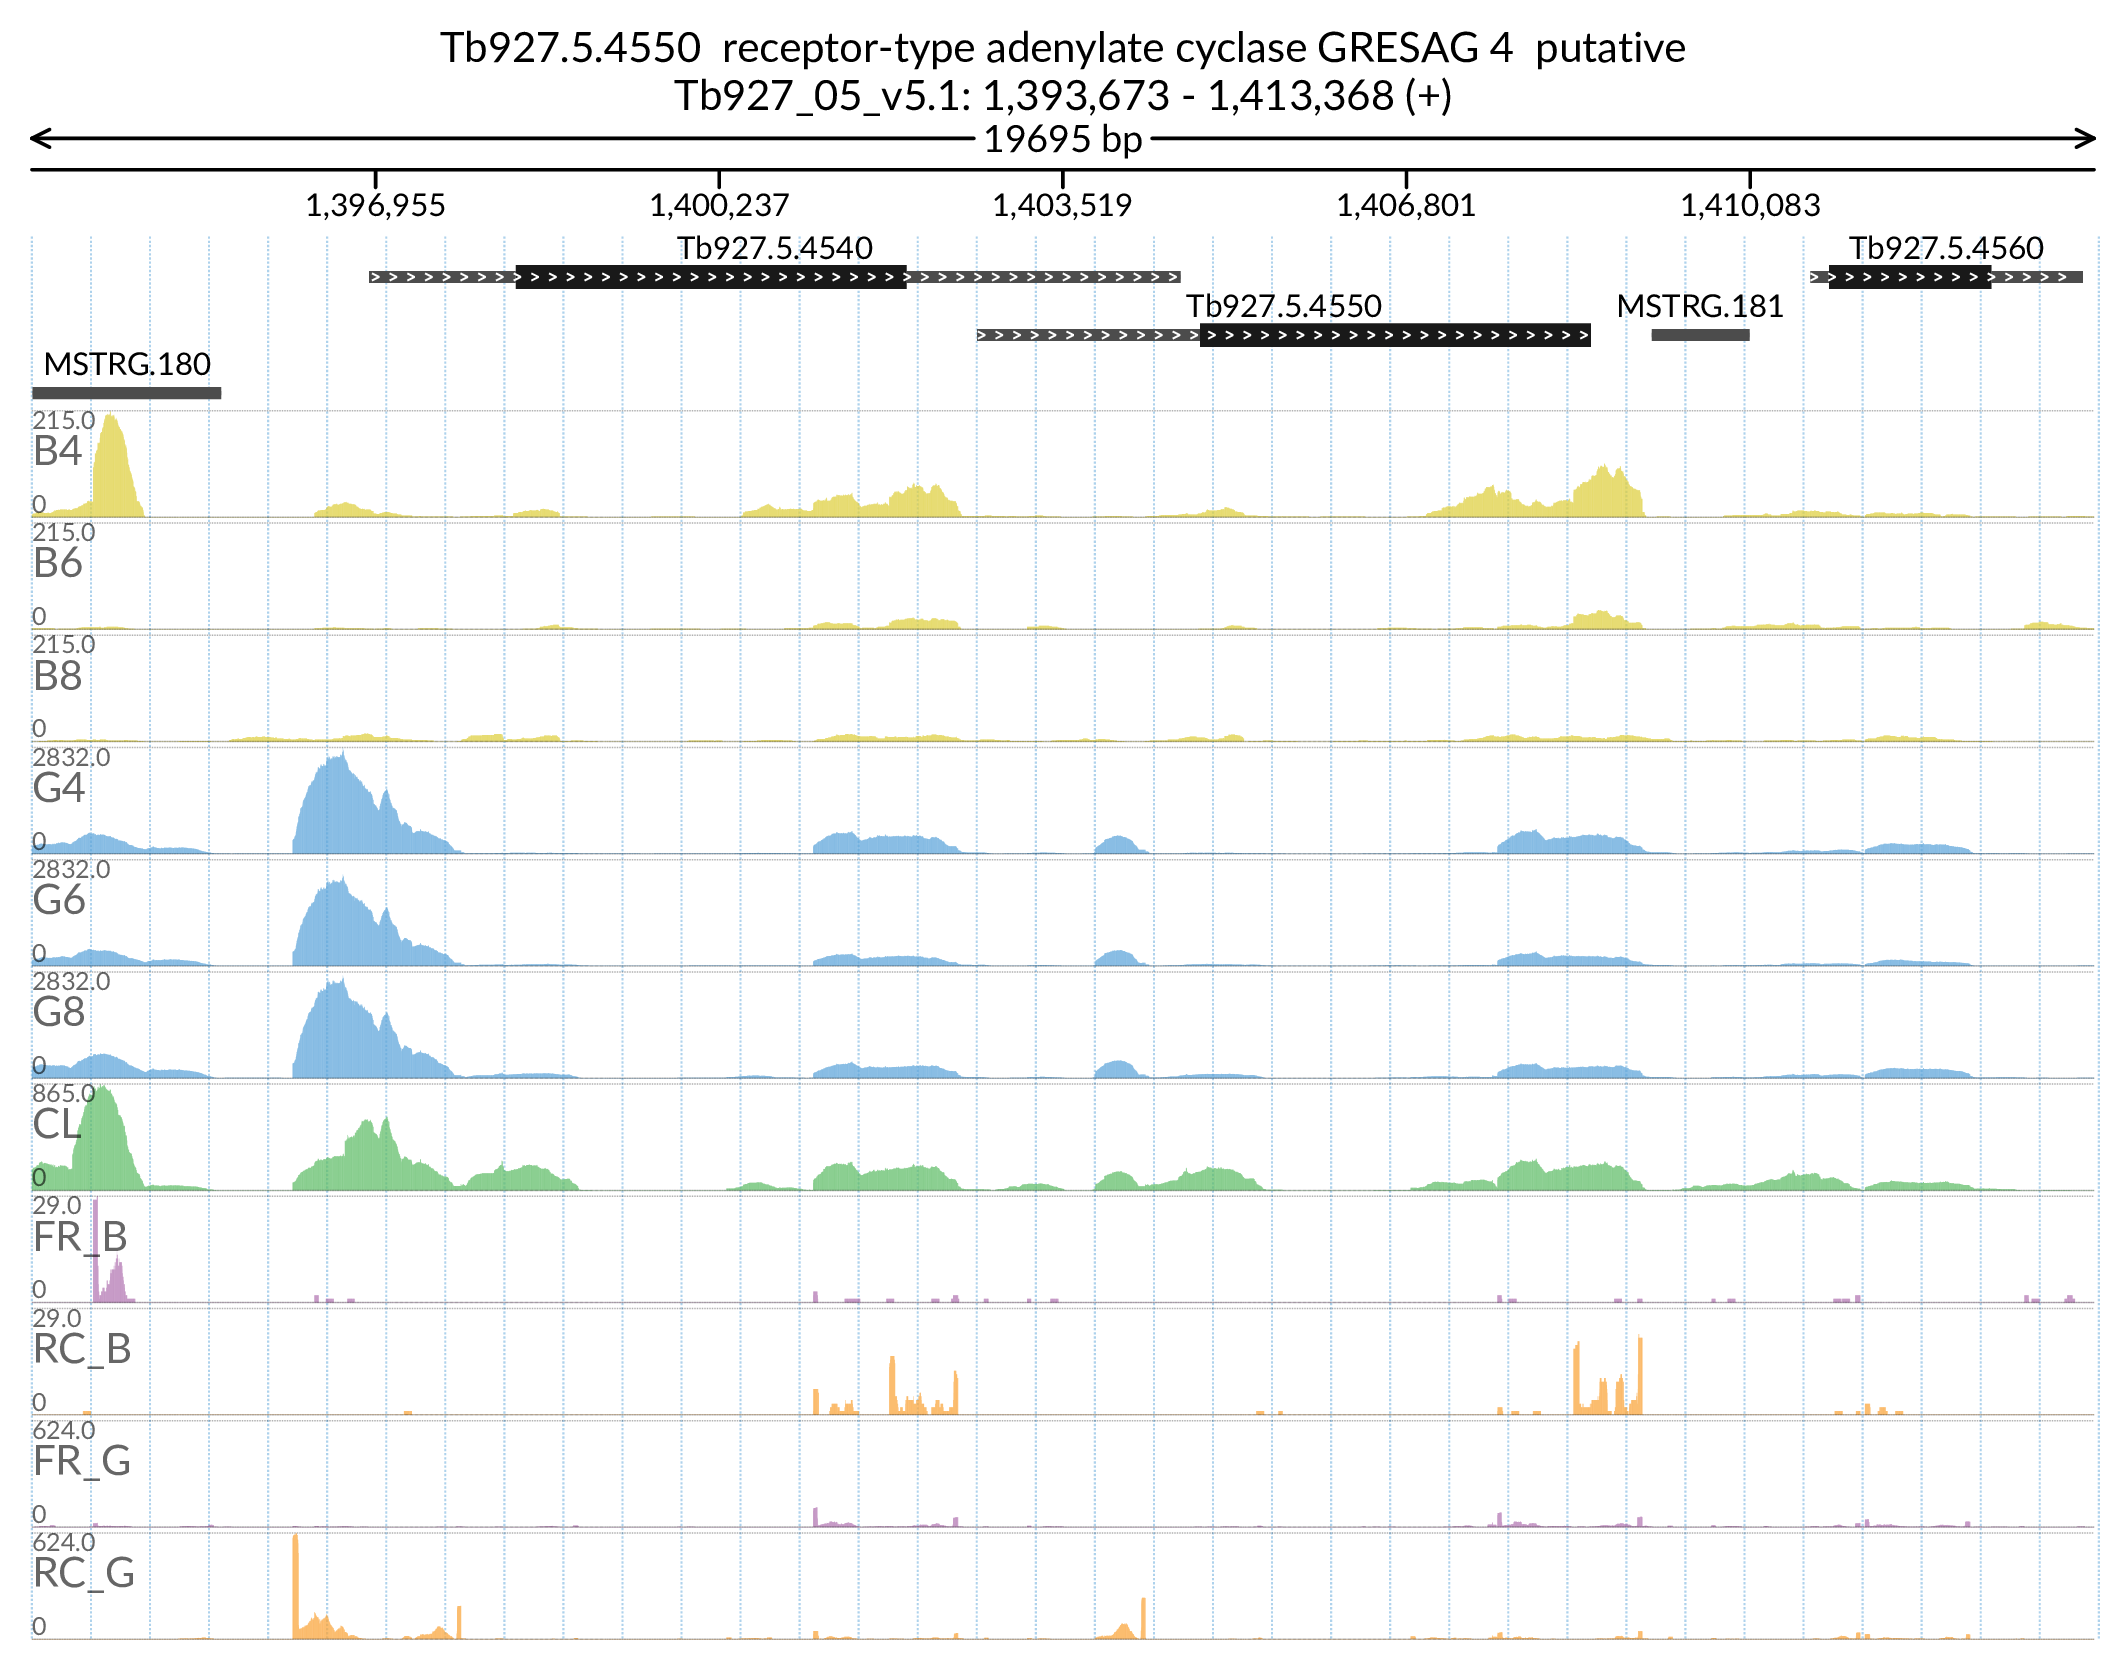 Tb927.5.4550  receptor-type adenylate cyclase GRESAG 4  putative
Tb927_05_v5.1: 1,393,673 - 1,413,368 (+)
19695 bp
1,396,955 1,400,237 1,403,519 1,406,801 1,410,083
Tb927.5.4540 Tb927.5.4560
Tb927.5.4550 MSTRG.181
MSTRG.180
215.0
B4
0
215.0
B6
0
215.0
B8
0
2832.0
G4
0
2832.0
G6
0
2832.0
G8
0
865.0
CL
0
29.0
FR_B
0
29.0
RC_B
0
624.0
FR_G
0
624.0
RC_G
0